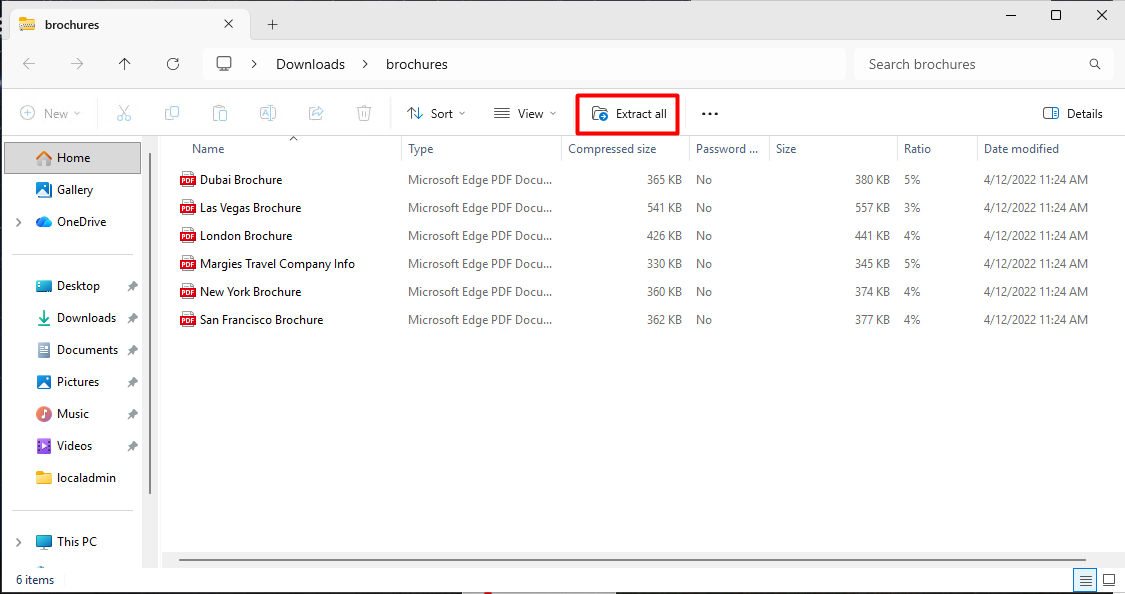 brochures
Downloads > brochures
Search brochures
New
Sort
View
Extract all
Details
Name Type Compressed size Password ... Size Ratio Date modified
PDF Dubai Brochure Microsoft Edge PDF Docu... 365 KB No 380 KB 5% 4/12/2022 11:24 AM
PDF Las Vegas Brochure Microsoft Edge PDF Docu... 541 KB No 557 KB 3% 4/12/2022 11:24 AM
PDF London Brochure Microsoft Edge PDF Docu... 426 KB No 441 KB 4% 4/12/2022 11:24 AM
PDF Margies Travel Company Info Microsoft Edge PDF Docu... 330 KB No 345 KB 5% 4/12/2022 11:24 AM
PDF New York Brochure Microsoft Edge PDF Docu... 360 KB No 374 KB 4% 4/12/2022 11:24 AM
PDF San Francisco Brochure Microsoft Edge PDF Docu... 362 KB No 377 KB 4% 4/12/2022 11:24 AM
Home
Gallery
OneDrive
Desktop
Downloads
Documents
Pictures
Music
Videos
localadmin
This PC
6 items